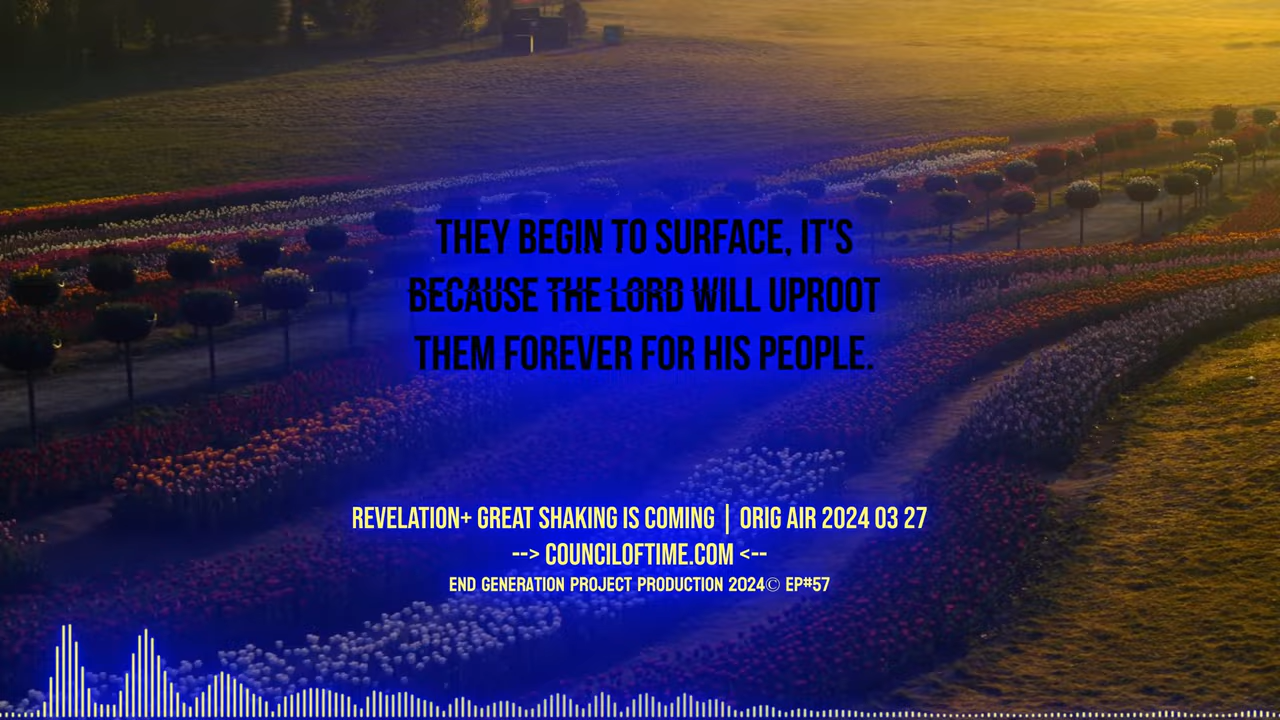 THEY BEGIN TO SURFACE, IT'S
BECAUSE THE LORD WILL UPROOT
THEM FOREVER FOR HIS PEOPLE.
REVELATION+ GREAT SHAKING IS COMING | ORIG AIR 2024 03 27
--> COUNCILOFTIME.COM <--
END GENERATION PROJECT PRODUCTION 2024© EP#57